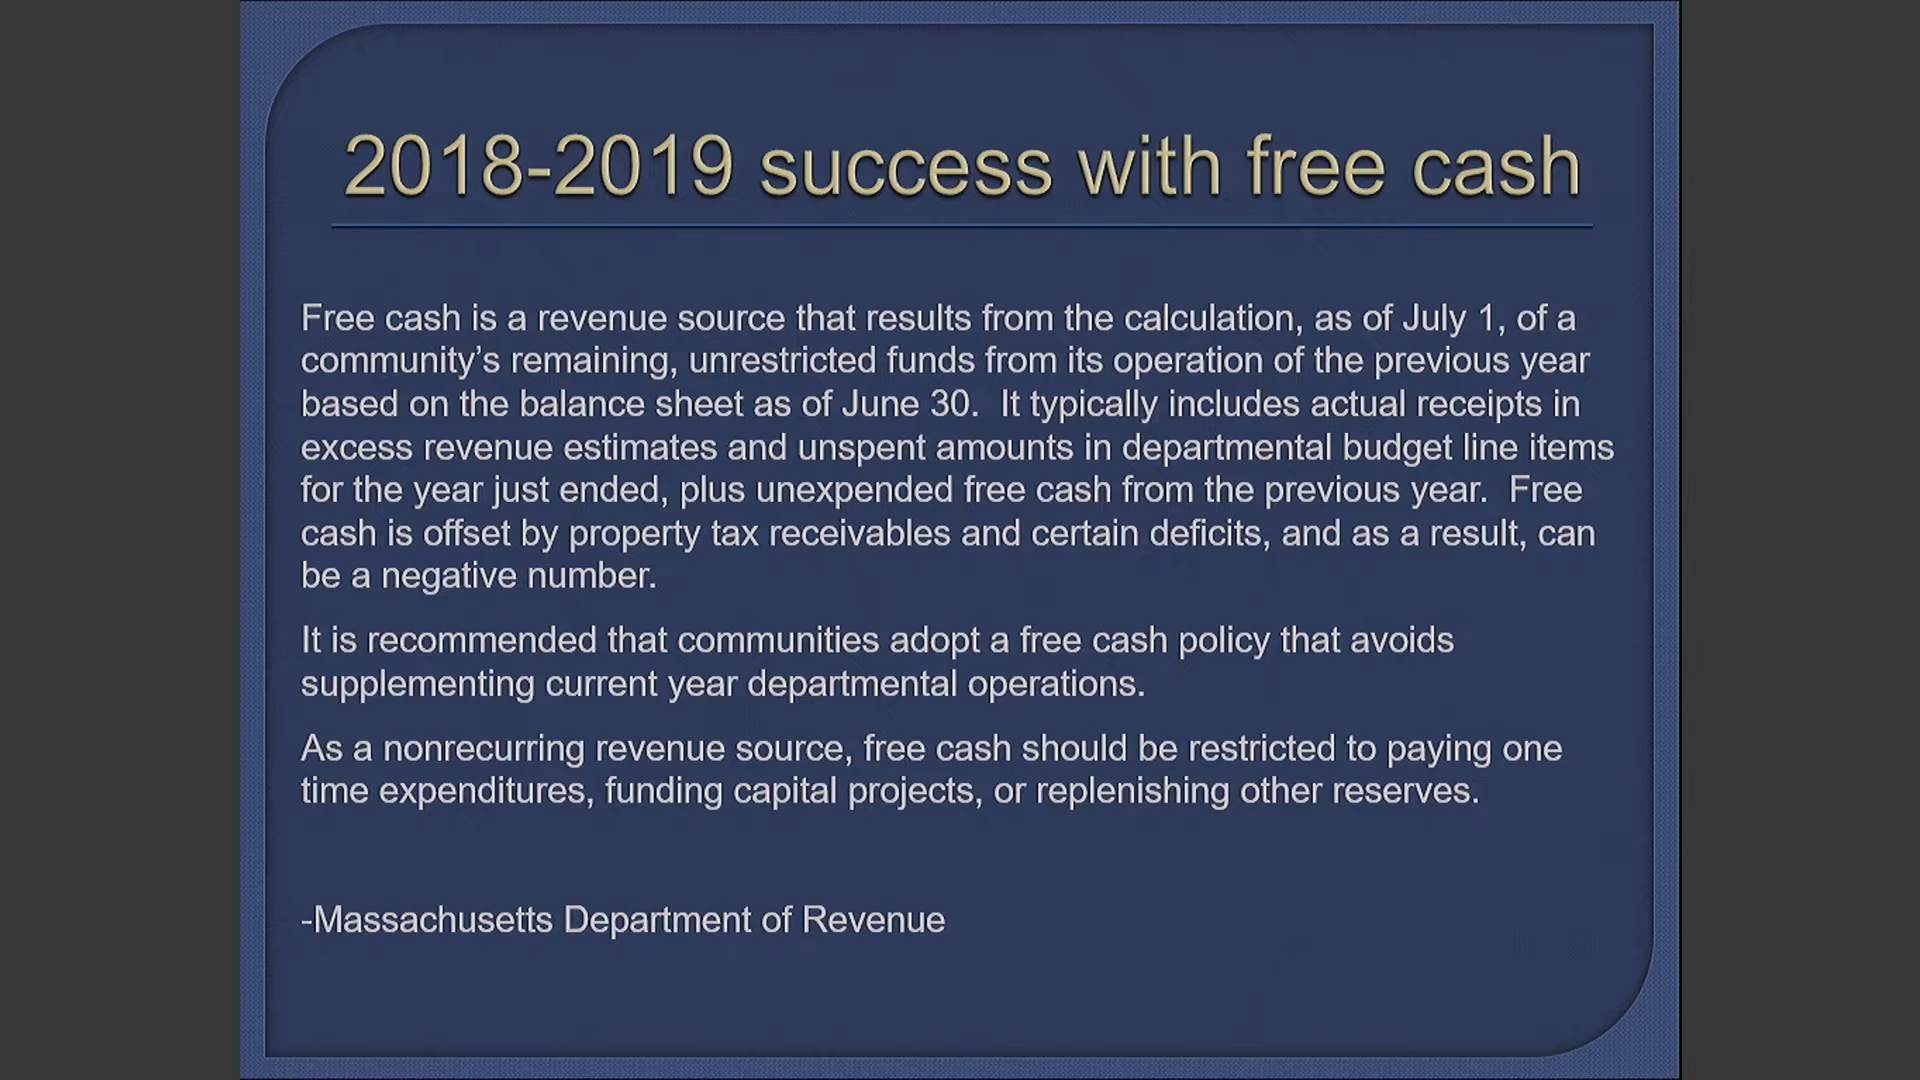 2018-2019 success with free cash
Free cash is a revenue source that results from the calculation, as of July 1, of a
community’s remaining, unrestricted funds from its operation of the previous year
based on the balance sheet as of June 30.  It typically includes actual receipts in
excess revenue estimates and unspent amounts in departmental budget line items
for the year just ended, plus unexpended free cash from the previous year.  Free
cash is offset by property tax receivables and certain deficits, and as a result, can
be a negative number.
It is recommended that communities adopt a free cash policy that avoids
supplementing current year departmental operations.
As a nonrecurring revenue source, free cash should be restricted to paying one
time expenditures, funding capital projects, or replenishing other reserves.
-Massachusetts Department of Revenue